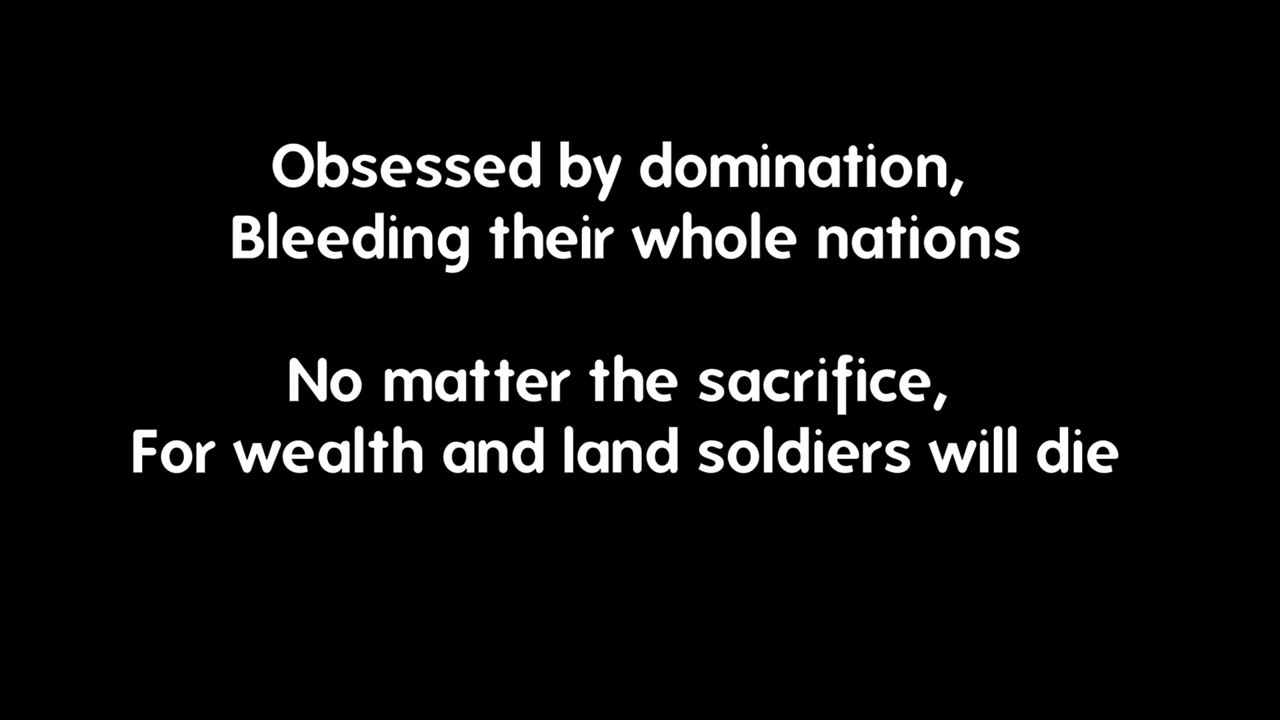 Obsessed by domination,
Bleeding their whole nations
No matter the sacrifice,
For wealth and land soldiers will die